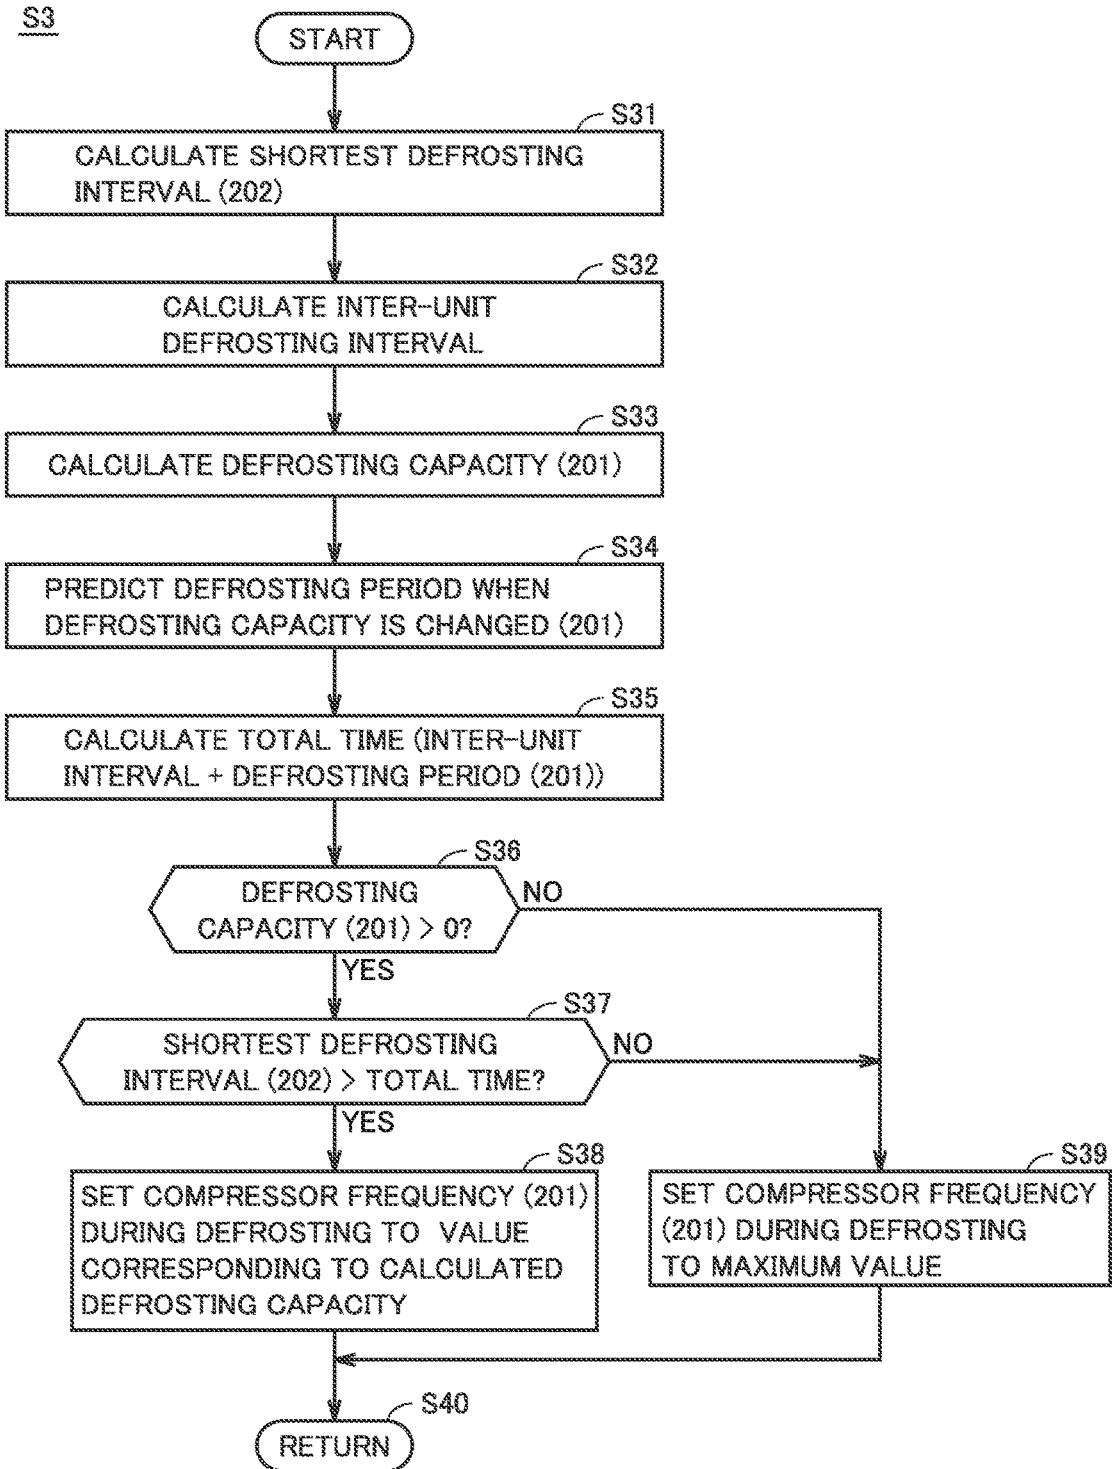 S3
START
S31
CALCULATE SHORTEST DEFROSTING
INTERVAL (202)
S32
CALCULATE INTER-UNIT
DEFROSTING INTERVAL
S33
CALCULATE DEFROSTING CAPACITY (201)
S34
PREDICT DEFROSTING PERIOD WHEN
DEFROSTING CAPACITY IS CHANGED (201)
S35
CALCULATE TOTAL TIME (INTER-UNIT
INTERVAL + DEFROSTING PERIOD (201))
S36
DEFROSTING
CAPACITY (201) > 0?
NO
YES
S37
SHORTEST DEFROSTING
INTERVAL (202) > TOTAL TIME?
NO
YES
S38
SET COMPRESSOR FREQUENCY (201)
DURING DEFROSTING TO VALUE
CORRESPONDING TO CALCULATED
DEFROSTING CAPACITY
S39
SET COMPRESSOR FREQUENCY
(201) DURING DEFROSTING
TO MAXIMUM VALUE
S40
RETURN